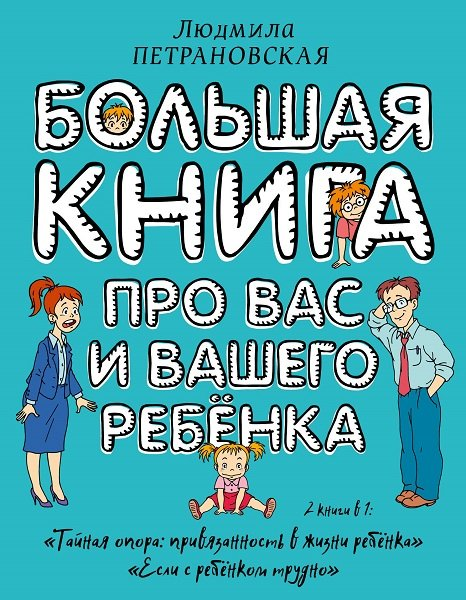 Людмила
ПЕТРАНОВСКАЯ
БОЛЬШАЯ
КНИГА
ПРО ВАС
И ВАШЕГО
РЕБЁНКА
2 книги в 1:
«Тайная опора: привязанность в жизни ребёнка»
«Если с ребёнком трудно»